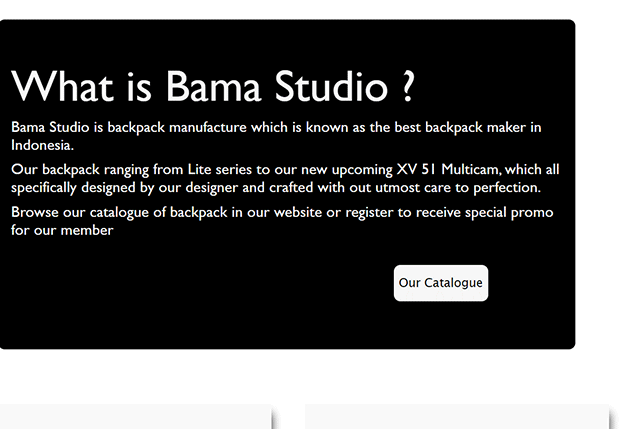 What is Bama Studio ?
Bama Studio is backpack manufacture which is known as the best backpack maker in
Indonesia.
Our backpack ranging from Lite series to our new upcoming XV 51 Multicam, which all
specifically designed by our designer and crafted with out utmost care to perfection.
Browse our catalogue of backpack in our website or register to receive special promo
for our member
Our Catalogue